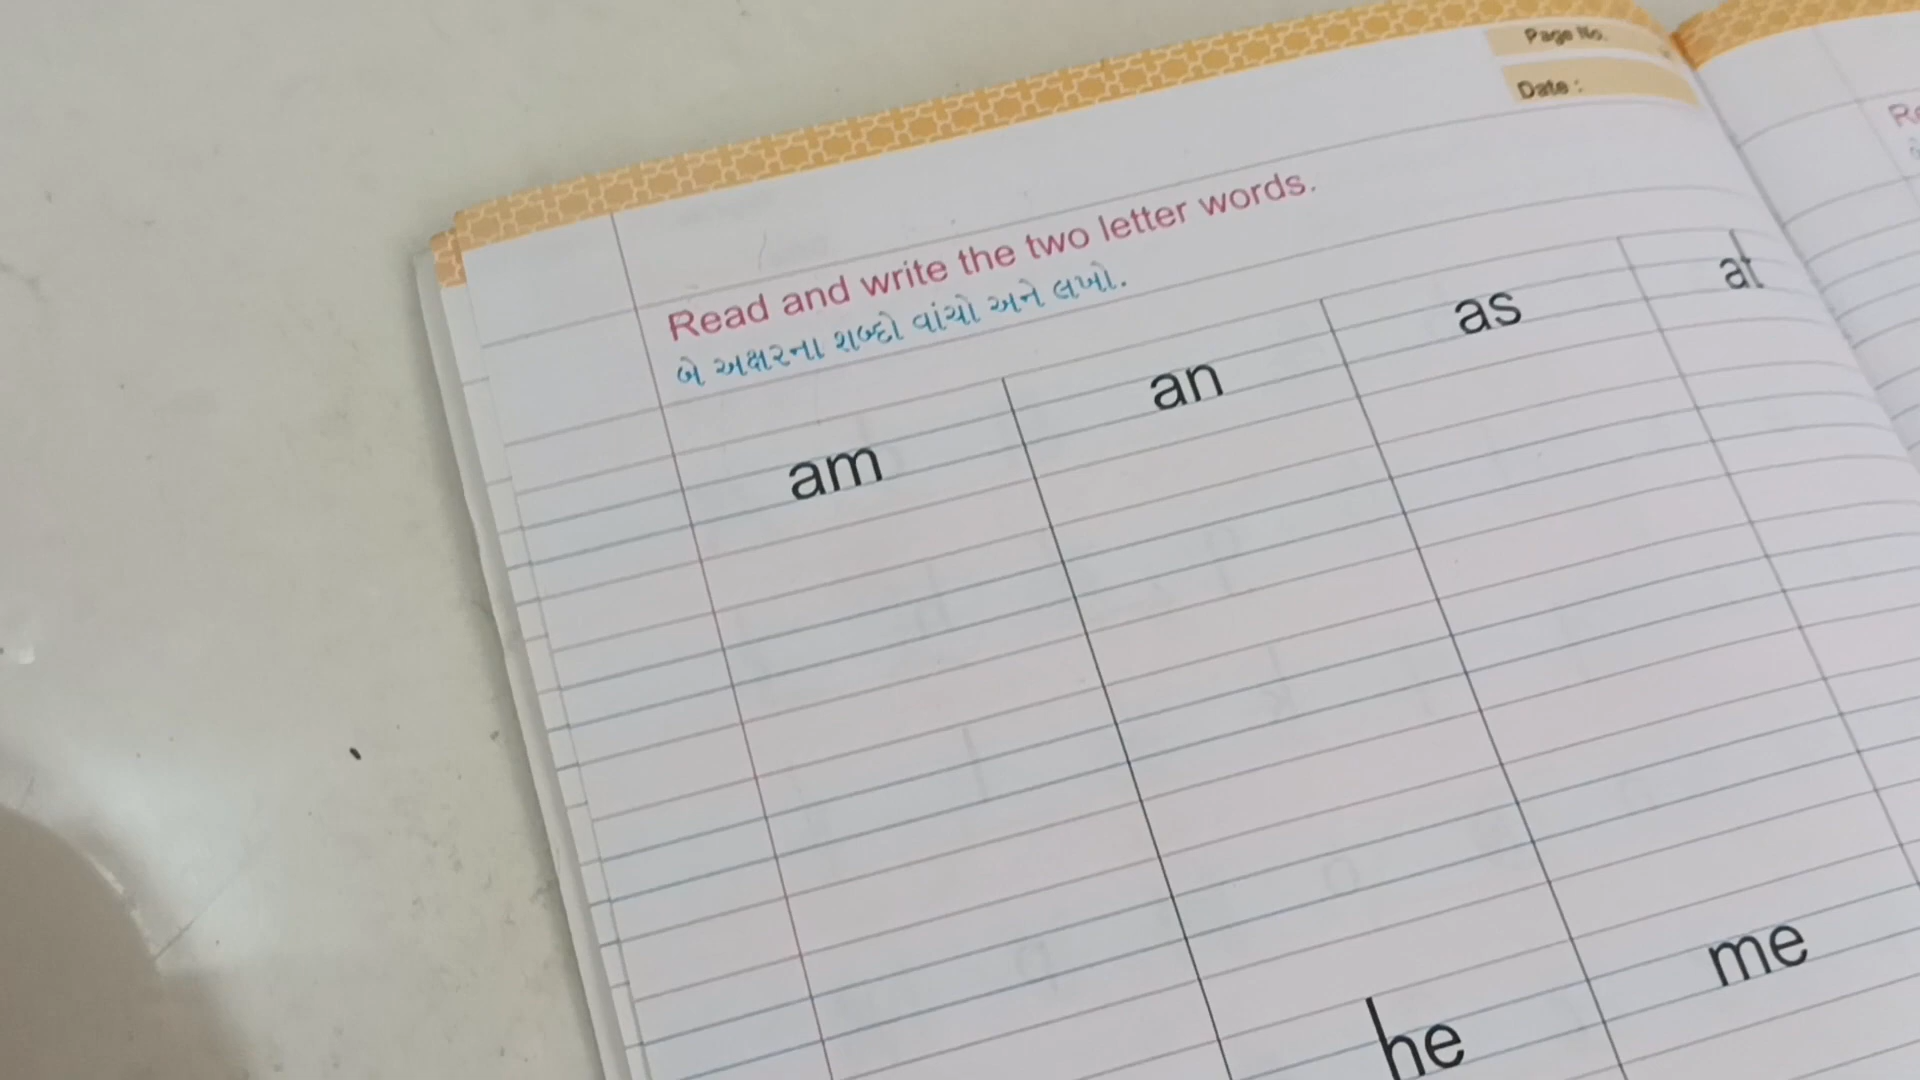 Page No.
Date :
Read and write the two letter words.
બે અક્ષરના શબ્દો વાંચો અને લખો.
am an as at
he me